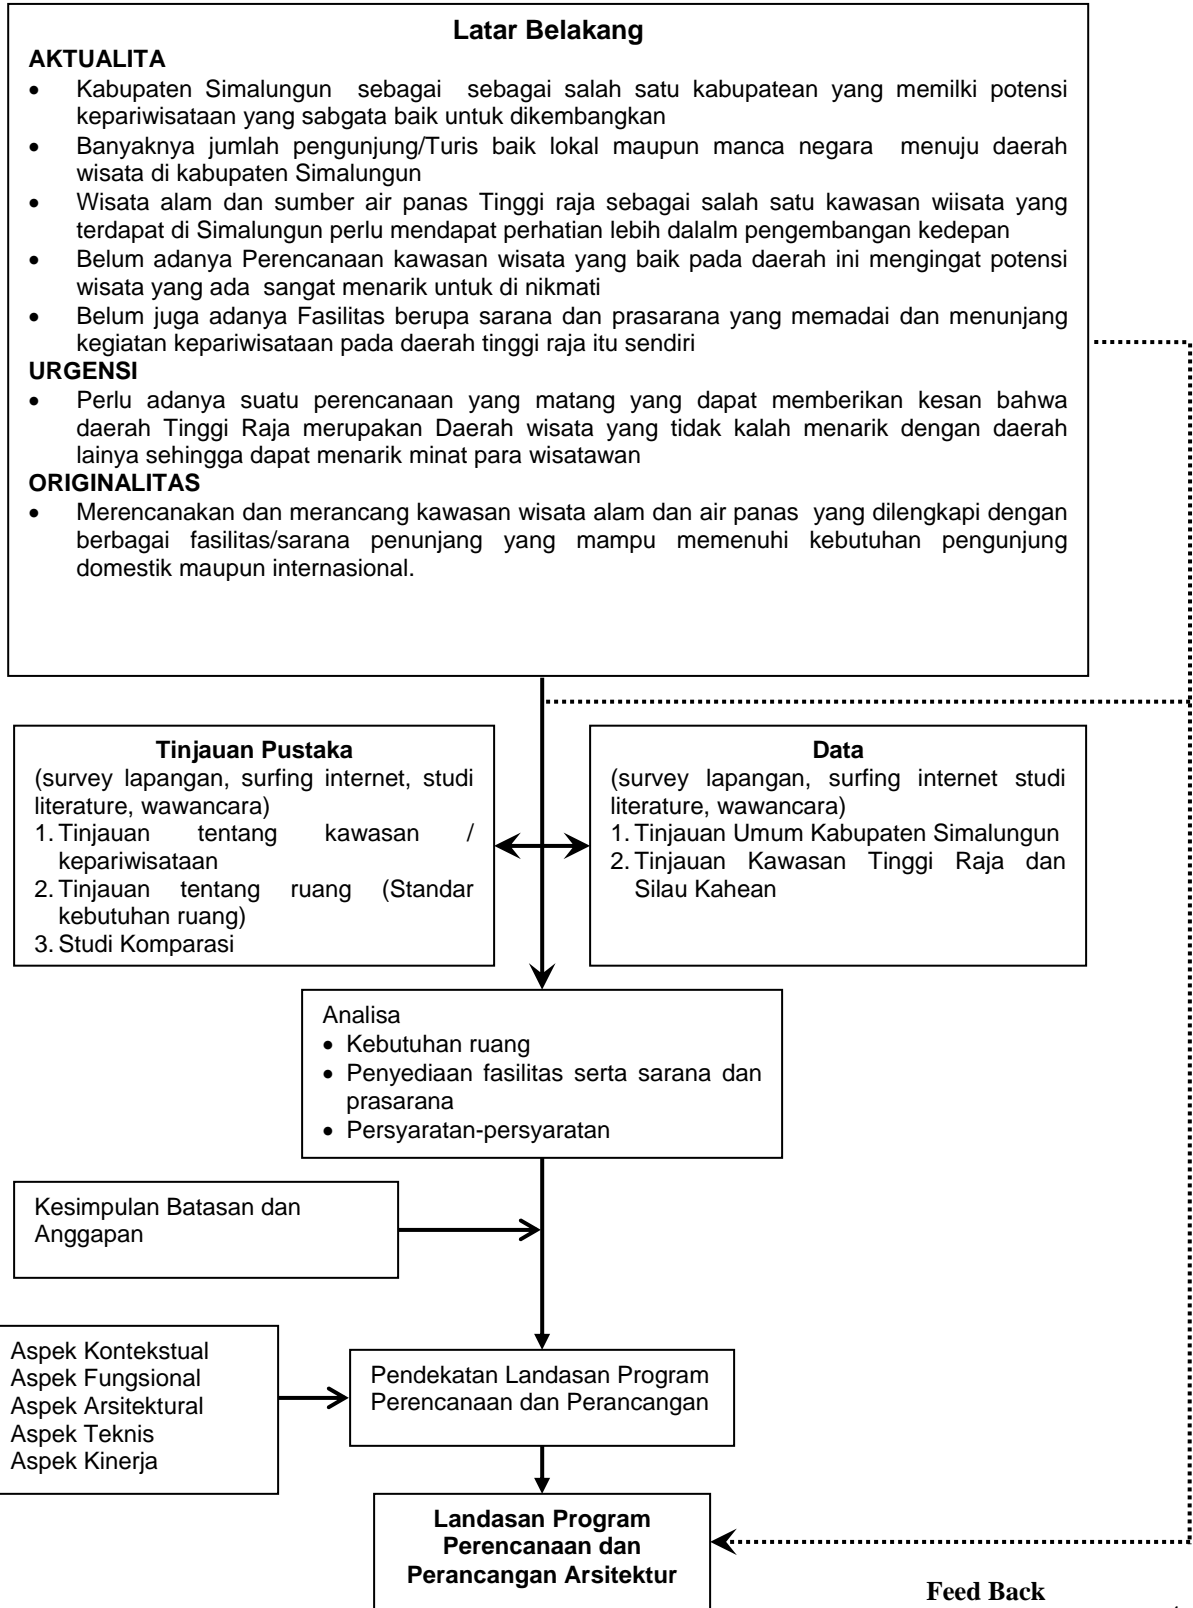 Latar Belakang
AKTUALITA
• Kabupaten Simalungun sebagai sebagai salah satu kabupatean yang memilki potensi
kepariwisataan yang sabgata baik untuk dikembangkan
• Banyaknya jumlah pengunjung/Turis baik lokal maupun manca negara menuju daerah
wisata di kabupaten Simalungun
• Wisata alam dan sumber air panas Tinggi raja sebagai salah satu kawasan wiisata yang
terdapat di Simalungun perlu mendapat perhatian lebih dalalm pengembangan kedepan
• Belum adanya Perencanaan kawasan wisata yang baik pada daerah ini mengingat potensi
wisata yang ada sangat menarik untuk di nikmati
• Belum juga adanya Fasilitas berupa sarana dan prasarana yang memadai dan menunjang
kegiatan kepariwisataan pada daerah tinggi raja itu sendiri
URGENSI
• Perlu adanya suatu perencanaan yang matang yang dapat memberikan kesan bahwa
daerah Tinggi Raja merupakan Daerah wisata yang tidak kalah menarik dengan daerah
lainya sehingga dapat menarik minat para wisatawan
ORIGINALITAS
• Merencanakan dan merancang kawasan wisata alam dan air panas yang dilengkapi dengan
berbagai fasilitas/sarana penunjang yang mampu memenuhi kebutuhan pengunjung
domestik maupun internasional.
Tinjauan Pustaka
(survey lapangan, surfing internet, studi
literature, wawancara)
1. Tinjauan tentang kawasan /
kepariwisataan
2. Tinjauan tentang ruang (Standar
kebutuhan ruang)
3. Studi Komparasi
Data
(survey lapangan, surfing internet studi
literature, wawancara)
1. Tinjauan Umum Kabupaten Simalungun
2. Tinjauan Kawasan Tinggi Raja dan
Silau Kahean
Analisa
• Kebutuhan ruang
• Penyediaan fasilitas serta sarana dan
prasarana
• Persyaratan-persyaratan
Kesimpulan Batasan dan
Anggapan
Aspek Kontekstual
Aspek Fungsional
Aspek Arsitektural
Aspek Teknis
Aspek Kinerja
Pendekatan Landasan Program
Perencanaan dan Perancangan
Landasan Program
Perencanaan dan
Perancangan Arsitektur
Feed Back